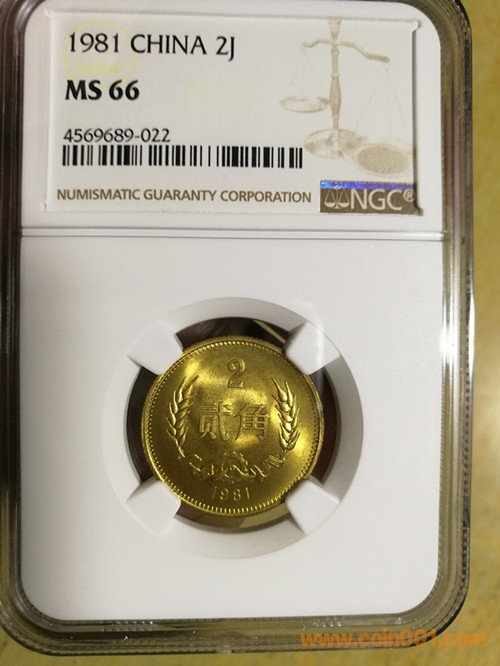 1981 CHINA 2J
MS 66
4569689-022
NUMISMATIC GUARANTY CORPORATION
NGC®
2
贰角
1981
www.coin001.com